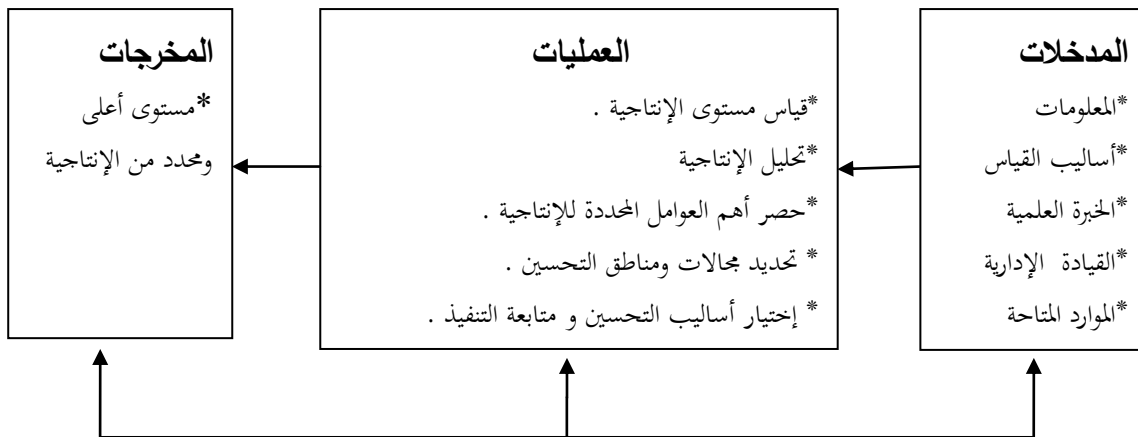 المدخلات
*المعلومات
*أساليب القياس
*الخبرة العلمية
*القيادة الإدارية
*الموارد المتاحة
العمليات
*قياس مستوى الإنتاجية .
*تحليل الإنتاجية
*حصر أهم العوامل المحددة للإنتاجية .
* تحديد مجالات ومناطق التحسين .
* إختيار أساليب التحسين و متابعة التنفيذ .
المخرجات
*مستوى أعلى
ومحدد من الإنتاجية